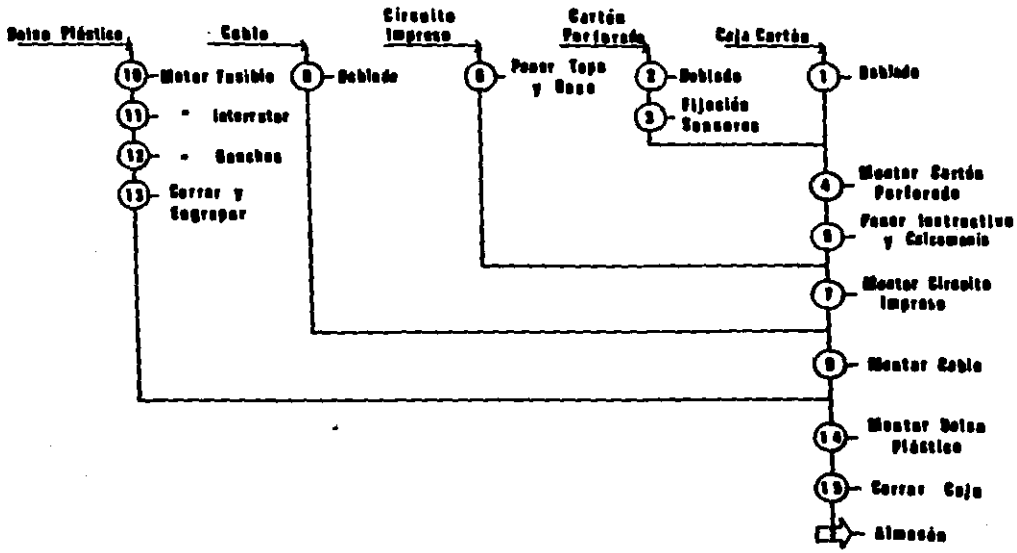 Bolsa Plástico
Cable
Circuito
Impreso
Cartón
Perforado
Caja Cartón
10 Meter Fusible
11 " Interrutor
12 " Ganchos
13 Cerrar y
Engrapar
8 Doblado
6 Poner Tapa
y Base
2 Doblado
3 Fijación
Sensores
1 Doblado
4 Montar Cartón
Perforado
5 Poner Instructivo
y Calcomania
7 Montar Circuito
Impreso
9 Montar Cable
14 Montar Bolsa
Plástico
15 Cerrar Caja
Almacén